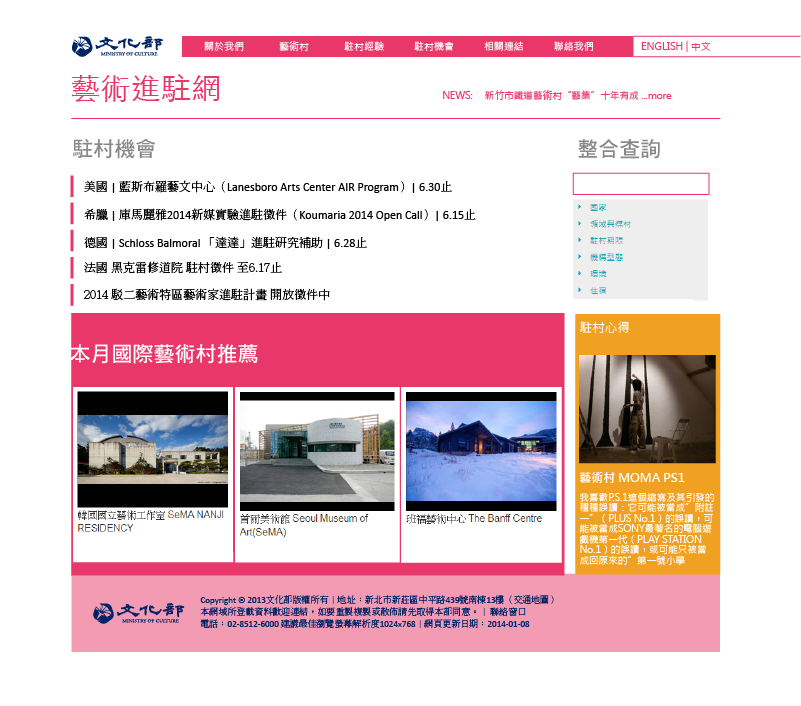 文化部
MINISTRY OF CULTURE
關於我們 藝術村 駐村經驗 駐村機會 相關連結 聯絡我們 ENGLISH | 中文
藝術進駐網
NEWS: 新竹市鐵道藝術村“藝集”十年有成 ...more
駐村機會
美國 | 藍斯布羅藝文中心（Lanesboro Arts Center AIR Program）| 6.30止
希臘 | 庫馬麗雅2014新媒實驗進駐徵件（Koumaria 2014 Open Call）| 6.15止
德國 | Schloss Balmoral 「達達」進駐研究補助 | 6.28止
法國 黑克雷修道院 駐村徵件 至6.17止
2014 駁二藝術特區藝術家進駐計畫 開放徵件中
整合查詢
國家
領域與媒材
駐村期限
機構型態
環境
住宿
本月國際藝術村推薦
韓國國立藝術工作室 SeMA NANJI
RESIDENCY
首爾美術館 Seoul Museum of
Art(SeMA)
班福藝術中心 The Banff Centre
駐村心得
藝術村 MOMA PS1
我喜歡P.S.1這個縮寫及其引發的
種種誤讀：它可能被當成”附註
一”（PLUS No.1）的誤讀，可
能被當成SONY最著名的電腦遊
戲機第一代（PLAY STATION
No.1）的誤讀，或可能只被當
成回原來的”第一號小學
文化部
MINISTRY OF CULTURE
Copyright © 2013文化部版權所有 | 地址：新北市新莊區中平路439號南棟13樓（交通地圖）
本網域所登載資料歡迎連結，如要重製複製或散佈請先取得本部同意。 | 聯絡窗口
電話：02-8512-6000 建議最佳瀏覽螢幕解析度1024x768 | 網頁更新日期：2014-01-08